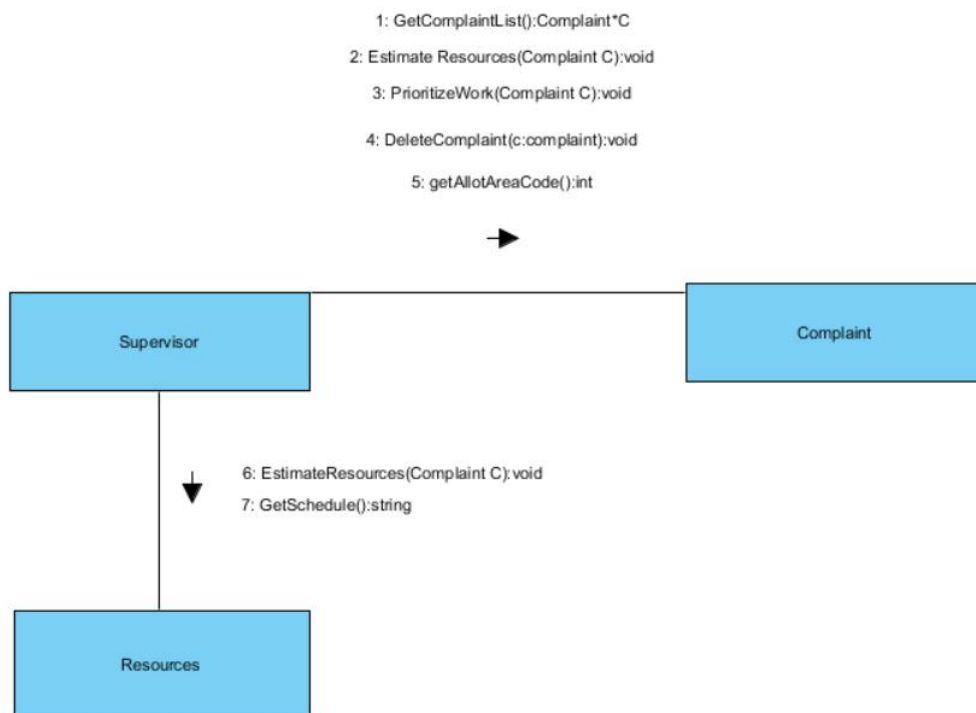 1: GetComplaintList():Complaint*C
2: Estimate Resources(Complaint C):void
3: PrioritizeWork(Complaint C):void
4: DeleteComplaint(c:complaint):void
5: getAllotAreaCode():int
Supervisor
Complaint
6: EstimateResources(Complaint C):void
7: GetSchedule():string
Resources